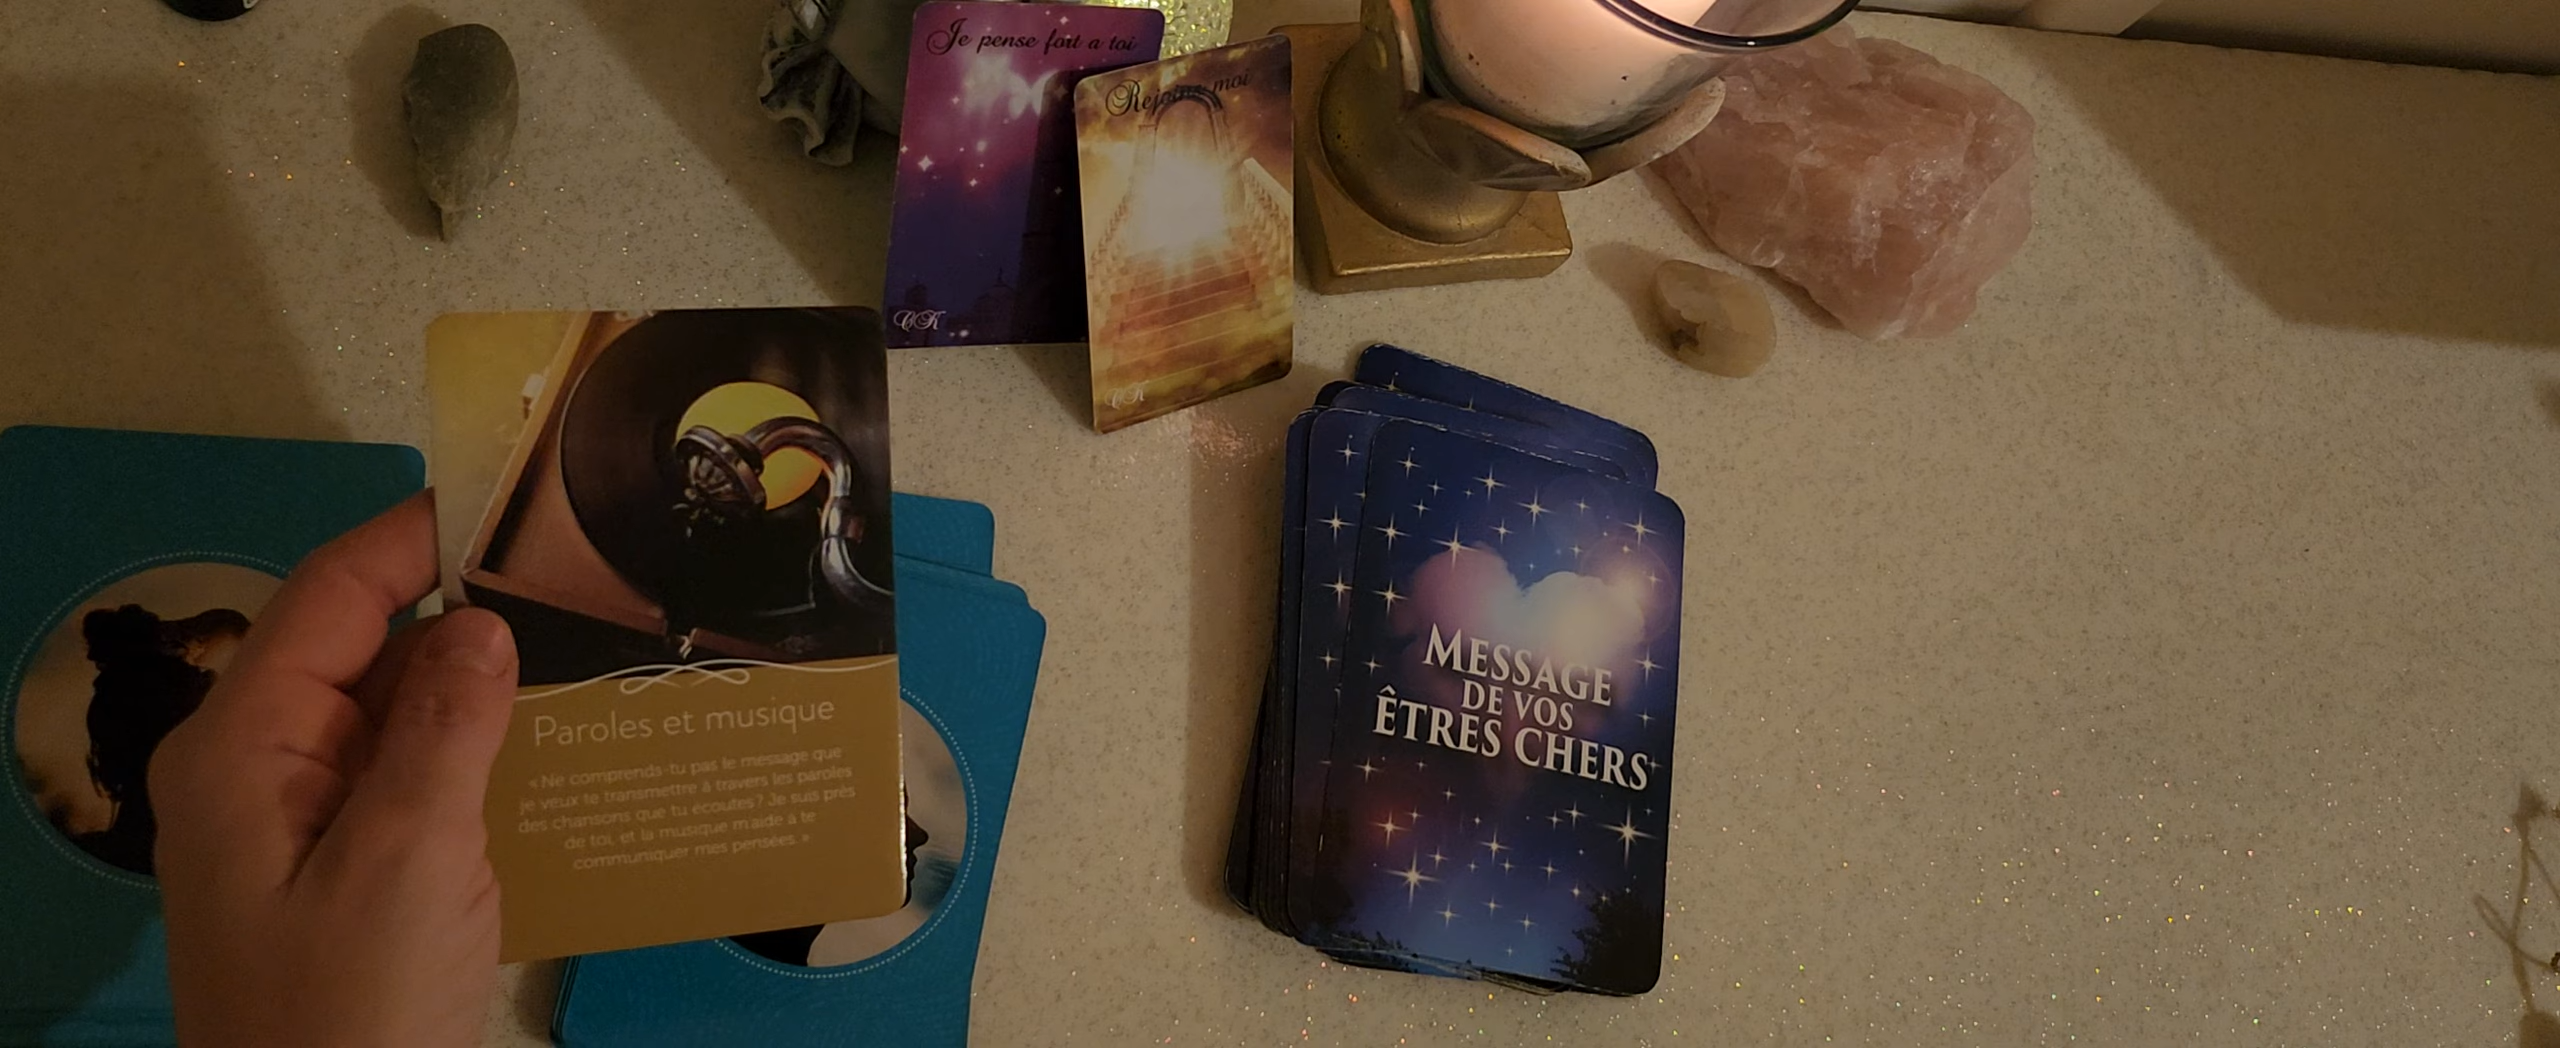 Je pense fort a toi
Rejoins moi
CK
CK
Paroles et musique
« Ne comprends-tu pas le message que
je veux te transmettre à travers les paroles
des chansons que tu écoutes? Je suis près
de toi, et la musique m'aide à te
communiquer mes pensées. »
MESSAGE
DE VOS
ÊTRES CHERS